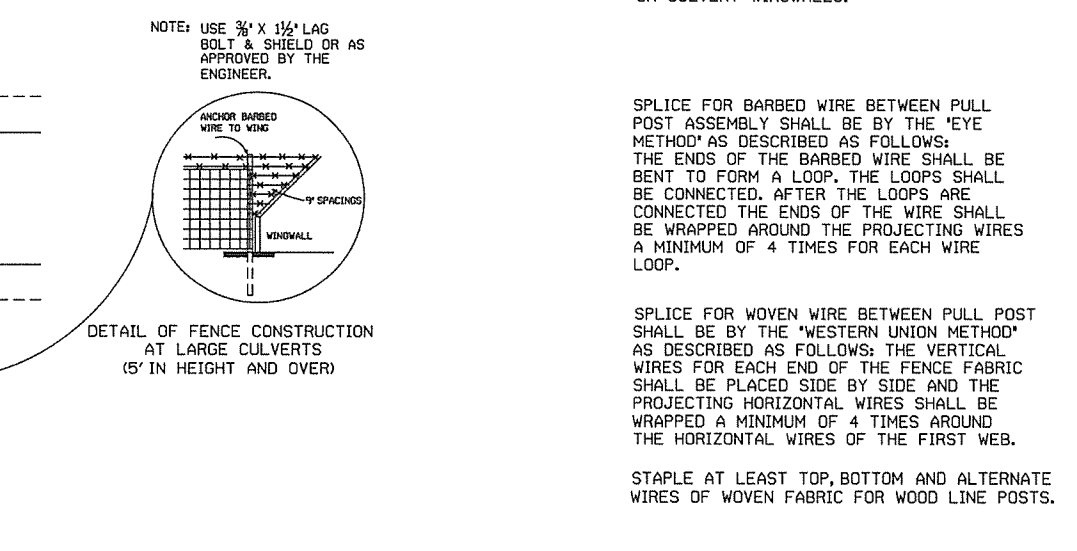 NOTE: USE ⅜" X 1½" LAG
BOLT & SHIELD OR AS
APPROVED BY THE
ENGINEER.
ANCHOR BARBED
WIRE TO WING
9" SPACINGS
WINGWALL
DETAIL OF FENCE CONSTRUCTION
AT LARGE CULVERTS
(5' IN HEIGHT AND OVER)
SPLICE FOR BARBED WIRE BETWEEN PULL
POST ASSEMBLY SHALL BE BY THE "EYE
METHOD" AS DESCRIBED AS FOLLOWS:
THE ENDS OF THE BARBED WIRE SHALL BE
BENT TO FORM A LOOP. THE LOOPS SHALL
BE CONNECTED. AFTER THE LOOPS ARE
CONNECTED THE ENDS OF THE WIRE SHALL
BE WRAPPED AROUND THE PROJECTING WIRES
A MINIMUM OF 4 TIMES FOR EACH WIRE
LOOP.
SPLICE FOR WOVEN WIRE BETWEEN PULL POST
SHALL BE BY THE "WESTERN UNION METHOD"
AS DESCRIBED AS FOLLOWS: THE VERTICAL
WIRES FOR EACH END OF THE FENCE FABRIC
SHALL BE PLACED SIDE BY SIDE AND THE
PROJECTING HORIZONTAL WIRES SHALL BE
WRAPPED A MINIMUM OF 4 TIMES AROUND
THE HORIZONTAL WIRES OF THE FIRST WEB.
STAPLE AT LEAST TOP, BOTTOM AND ALTERNATE
WIRES OF WOVEN FABRIC FOR WOOD LINE POSTS.